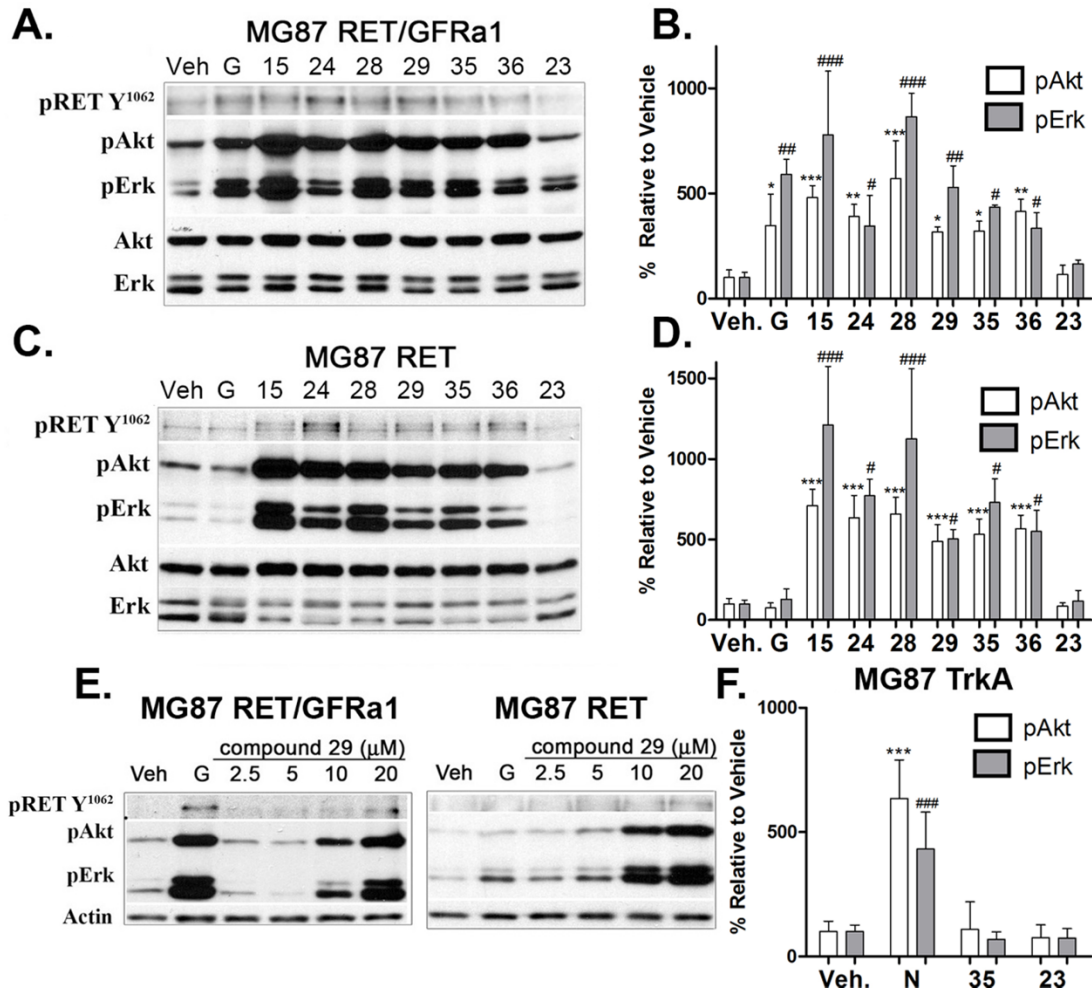 A.
MG87 RET/GFRa1
Veh G 15 24 28 29 35 36 23
pRET Y¹⁰⁶²
pAkt
pErk
Akt
Erk
B.
% Relative to Vehicle
1000
500
0
* ## *** ### ** # *** ### * ## * # ** #
pAkt
pErk
Veh. G 15 24 28 29 35 36 23
C.
MG87 RET
Veh G 15 24 28 29 35 36 23
pRET Y¹⁰⁶²
pAkt
pErk
Akt
Erk
D.
% Relative to Vehicle
1500
1000
500
0
*** ### *** # *** ### *** # *** # *** #
pAkt
pErk
Veh. G 15 24 28 29 35 36 23
E.
MG87 RET/GFRa1
compound 29 (µM)
Veh G 2.5 5 10 20
pRET Y¹⁰⁶²
pAkt
pErk
Actin
MG87 RET
compound 29 (µM)
Veh G 2.5 5 10 20
F.
MG87 TrkA
% Relative to Vehicle
1000
500
0
*** ###
pAkt
pErk
Veh. N 35 23